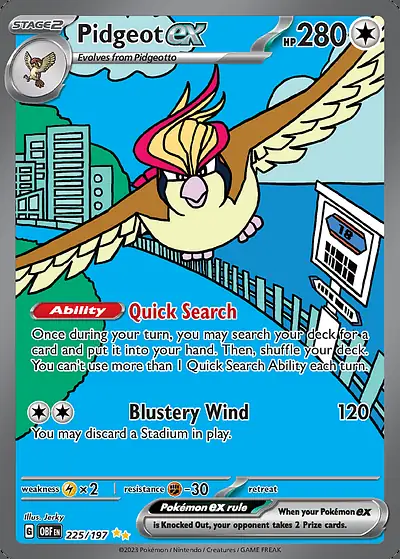 STAGE2
Pidgeot ex HP 280
Evolves from Pidgeotto
18
Ability Quick Search
Once during your turn, you may search your deck for a
card and put it into your hand. Then, shuffle your deck.
You can't use more than 1 Quick Search Ability each turn.
Blustery Wind 120
You may discard a Stadium in play.
weakness ×2 resistance -30 retreat
Illus. Jerky
Pokémon ex rule When your Pokémon ex
is Knocked Out, your opponent takes 2 Prize cards.
G OBF EN 225/197
©2023 Pokémon / Nintendo / Creatures / GAME FREAK